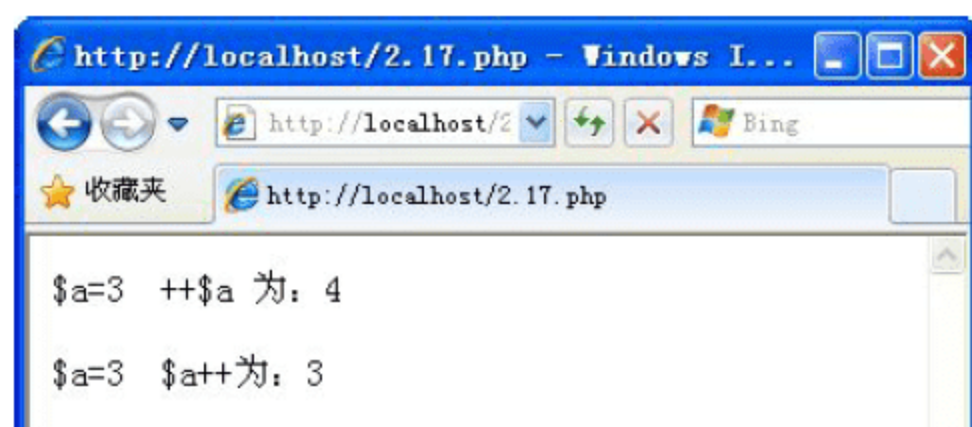 http://localhost/2.17.php - Windows I...
http://localhost/2 Bing
收藏夹 http://localhost/2.17.php
$a=3 ++$a 为：4
$a=3 $a++为：3